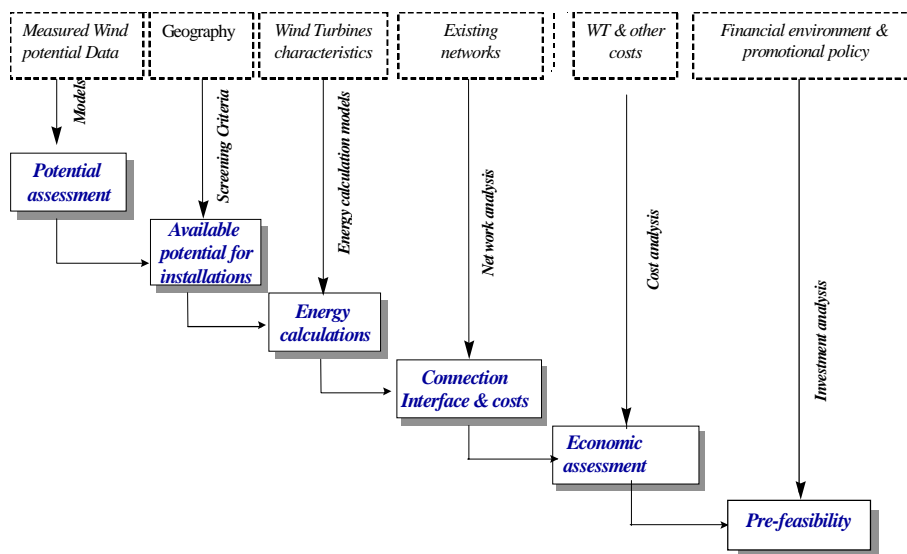 Measured Wind
potential Data
Geography
Wind Turbines
characteristics
Existing
networks
WT & other
costs
Financial environment &
promotional policy
Models
Screening Criteria
Energy calculation models
Net work analysis
Cost analysis
Investment analysis
Potential
assessment
Available
potential for
installations
Energy
calculations
Connection
Interface & costs
Economic
assessment
Pre-feasibility